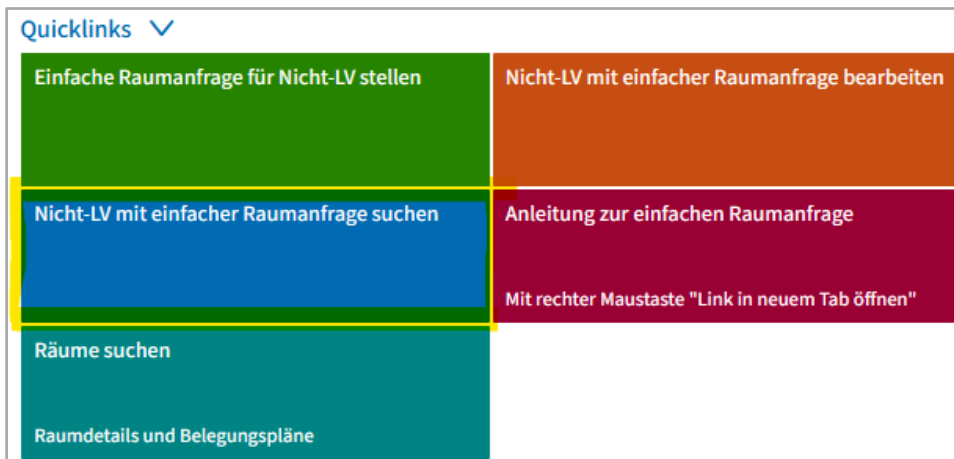 Quicklinks
Einfache Raumanfrage für Nicht-LV stellen
Nicht-LV mit einfacher Raumanfrage bearbeiten
Nicht-LV mit einfacher Raumanfrage suchen
Anleitung zur einfachen Raumanfrage
Mit rechter Maustaste "Link in neuem Tab öffnen"
Räume suchen
Raumdetails und Belegungspläne